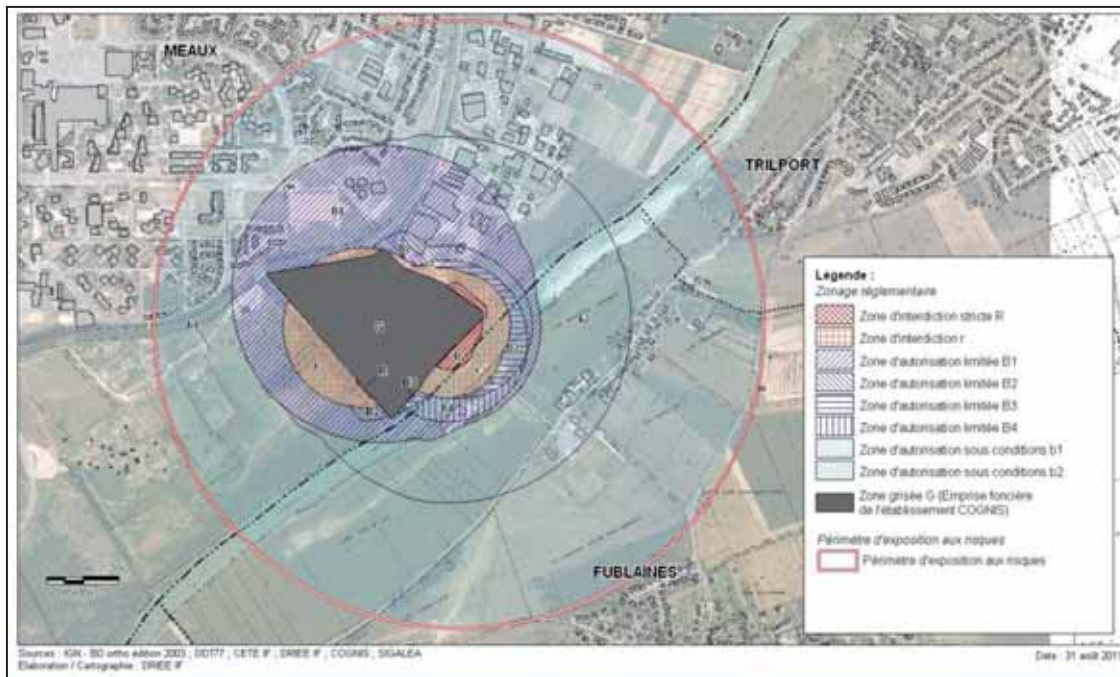 MEAUX
TRILPORT
FUBLAINES
B1
G
Légende :
Zonage réglementaire
Zone d'interdiction stricte R
Zone d'interdiction r
Zone d'autorisation limitée B1
Zone d'autorisation limitée B2
Zone d'autorisation limitée B3
Zone d'autorisation limitée B4
Zone d'autorisation sous conditions b1
Zone d'autorisation sous conditions b2
Zone grisée G (Emprise foncière
de l'établissement COGNIS)
Périmètre d'exposition aux risques
Périmètre d'exposition aux risques
Sources : IGN - BD ortho édition 2003 ; DDT77 ; CETE IF ; DRIEE IF ; COGNIS ; SIGALEA
Elaboration / Cartographie : DRIEE IF
Date : 31 août 2011